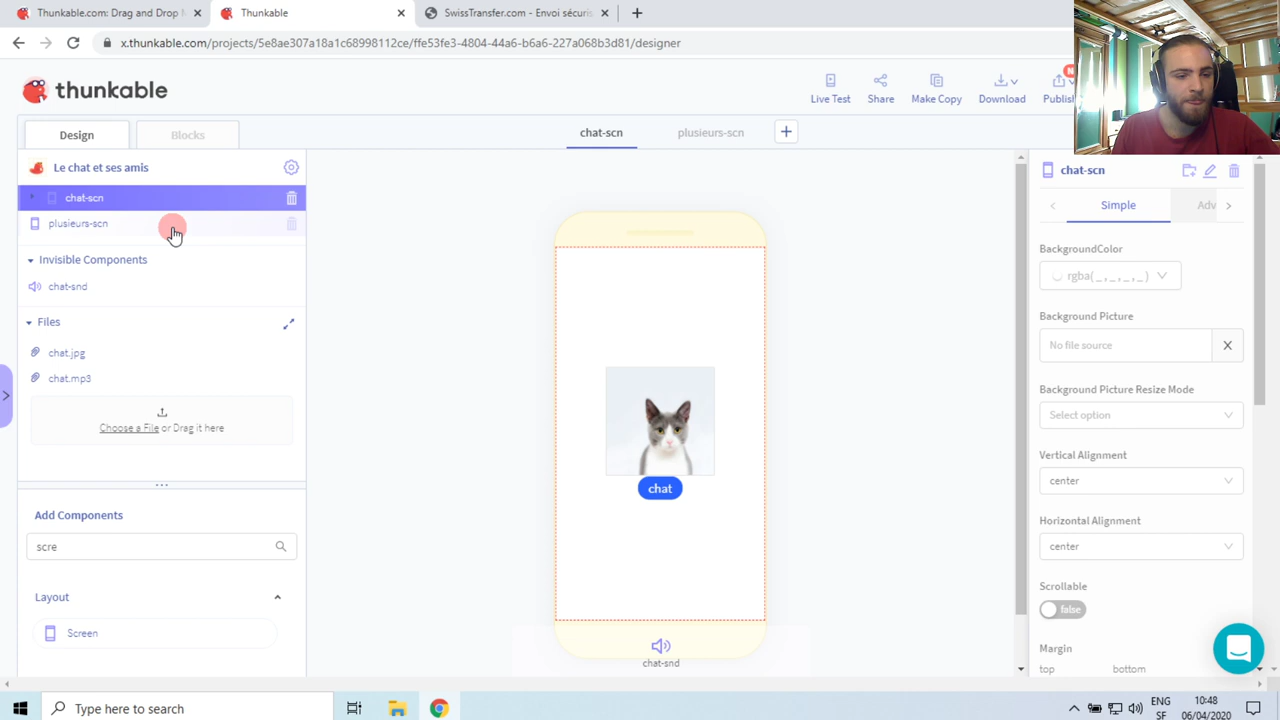 Thunkable.com: Drag and Drop M
Thunkable
SwissTransfer.com - Envoi sécuris
x.thunkable.com/projects/5e8ae307a18a1c68998112ce/ffe53fe3-4804-44a6-b6a6-227a068b3d81/designer
thunkable
Live Test
Share
Make Copy
Download
Publish
N
Design
Blocks
chat-scn
plusieurs-scn
Le chat et ses amis
chat-scn
plusieurs-scn
Invisible Components
chat-snd
Files
chat.jpg
chat.mp3
Choose a File or Drag it here
Add Components
scre
Layout
Screen
chat
chat-snd
chat-scn
Simple
Adv
BackgroundColor
rgba(_,_,_,_)
Background Picture
No file source
Background Picture Resize Mode
Select option
Vertical Alignment
center
Horizontal Alignment
center
Scrollable
false
Margin
top bottom
Type here to search
ENG
SF
10:48
06/04/2020